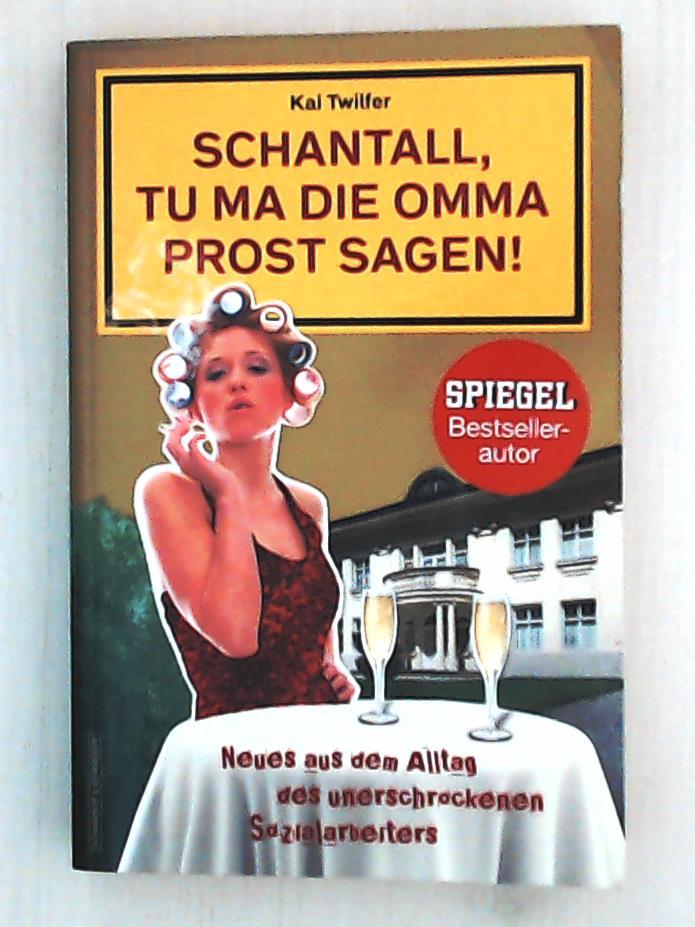 Kai Twilfer
SCHANTALL,
TU MA DIE OMMA
PROST SAGEN!
SPIEGEL
Bestseller-
autor
Neues aus dem Alltag
des unerschrockenen
Sozialarbeiters